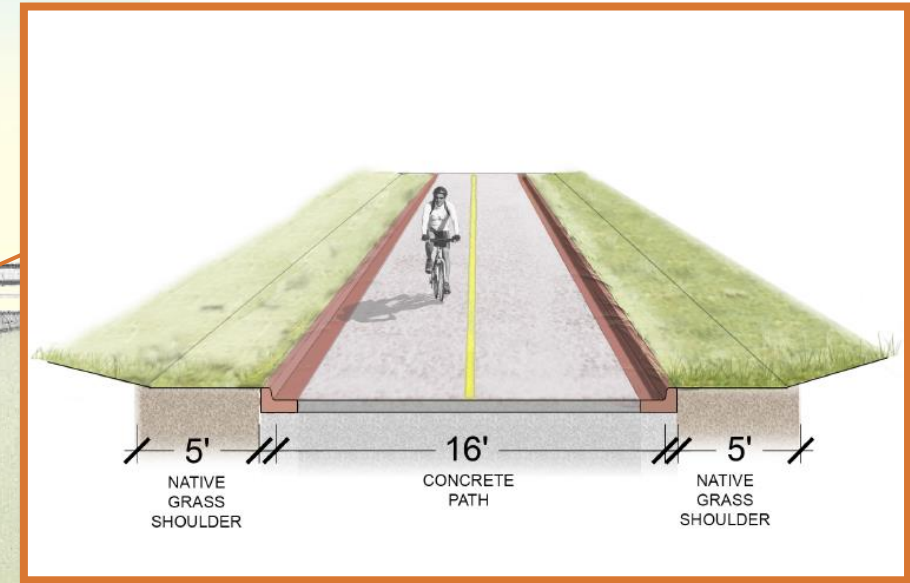 5'
NATIVE
GRASS
SHOULDER
16'
CONCRETE
PATH
5'
NATIVE
GRASS
SHOULDER